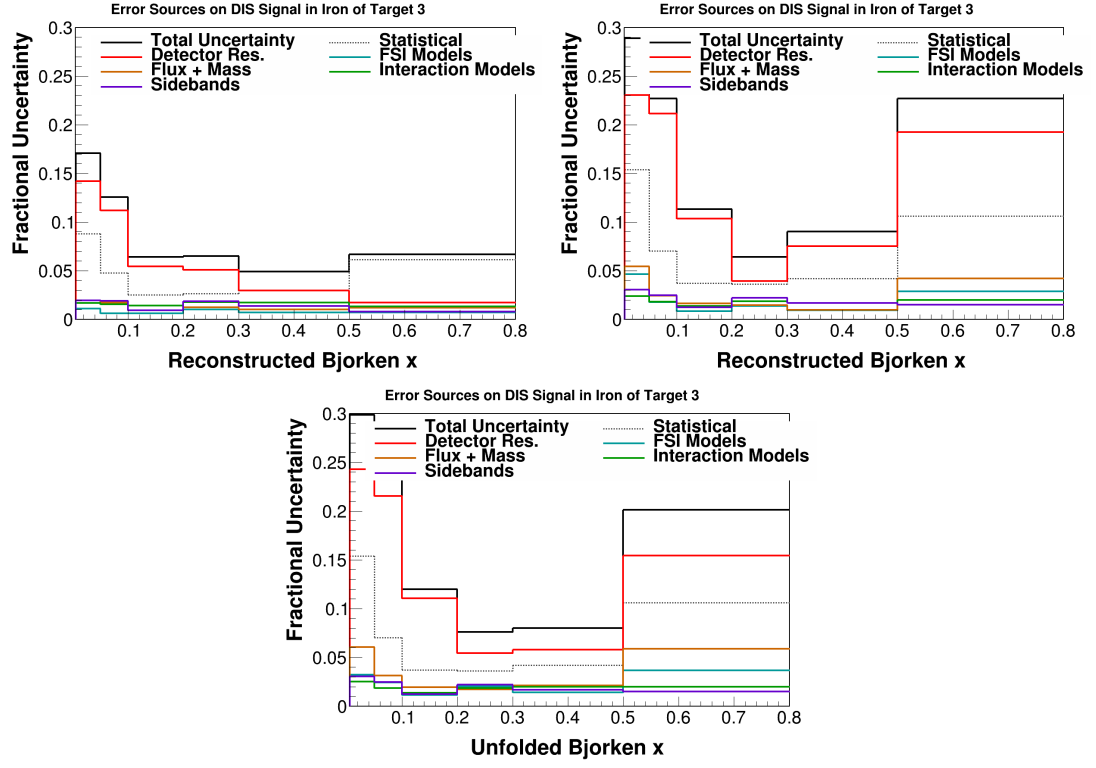 Error Sources on DIS Signal in Iron of Target 3
Fractional Uncertainty
0.3
0.25
0.2
0.15
0.1
0.05
0
Total Uncertainty
Detector Res.
Flux + Mass
Sidebands
Statistical
FSI Models
Interaction Models
0.1 0.2 0.3 0.4 0.5 0.6 0.7 0.8
Reconstructed Bjorken x
Error Sources on DIS Signal in Iron of Target 3
Fractional Uncertainty
0.3
0.25
0.2
0.15
0.1
0.05
0
Total Uncertainty
Detector Res.
Flux + Mass
Sidebands
Statistical
FSI Models
Interaction Models
0.1 0.2 0.3 0.4 0.5 0.6 0.7 0.8
Reconstructed Bjorken x
Error Sources on DIS Signal in Iron of Target 3
Fractional Uncertainty
0.3
0.25
0.2
0.15
0.1
0.05
0
Total Uncertainty
Detector Res.
Flux + Mass
Sidebands
Statistical
FSI Models
Interaction Models
0.1 0.2 0.3 0.4 0.5 0.6 0.7 0.8
Unfolded Bjorken x